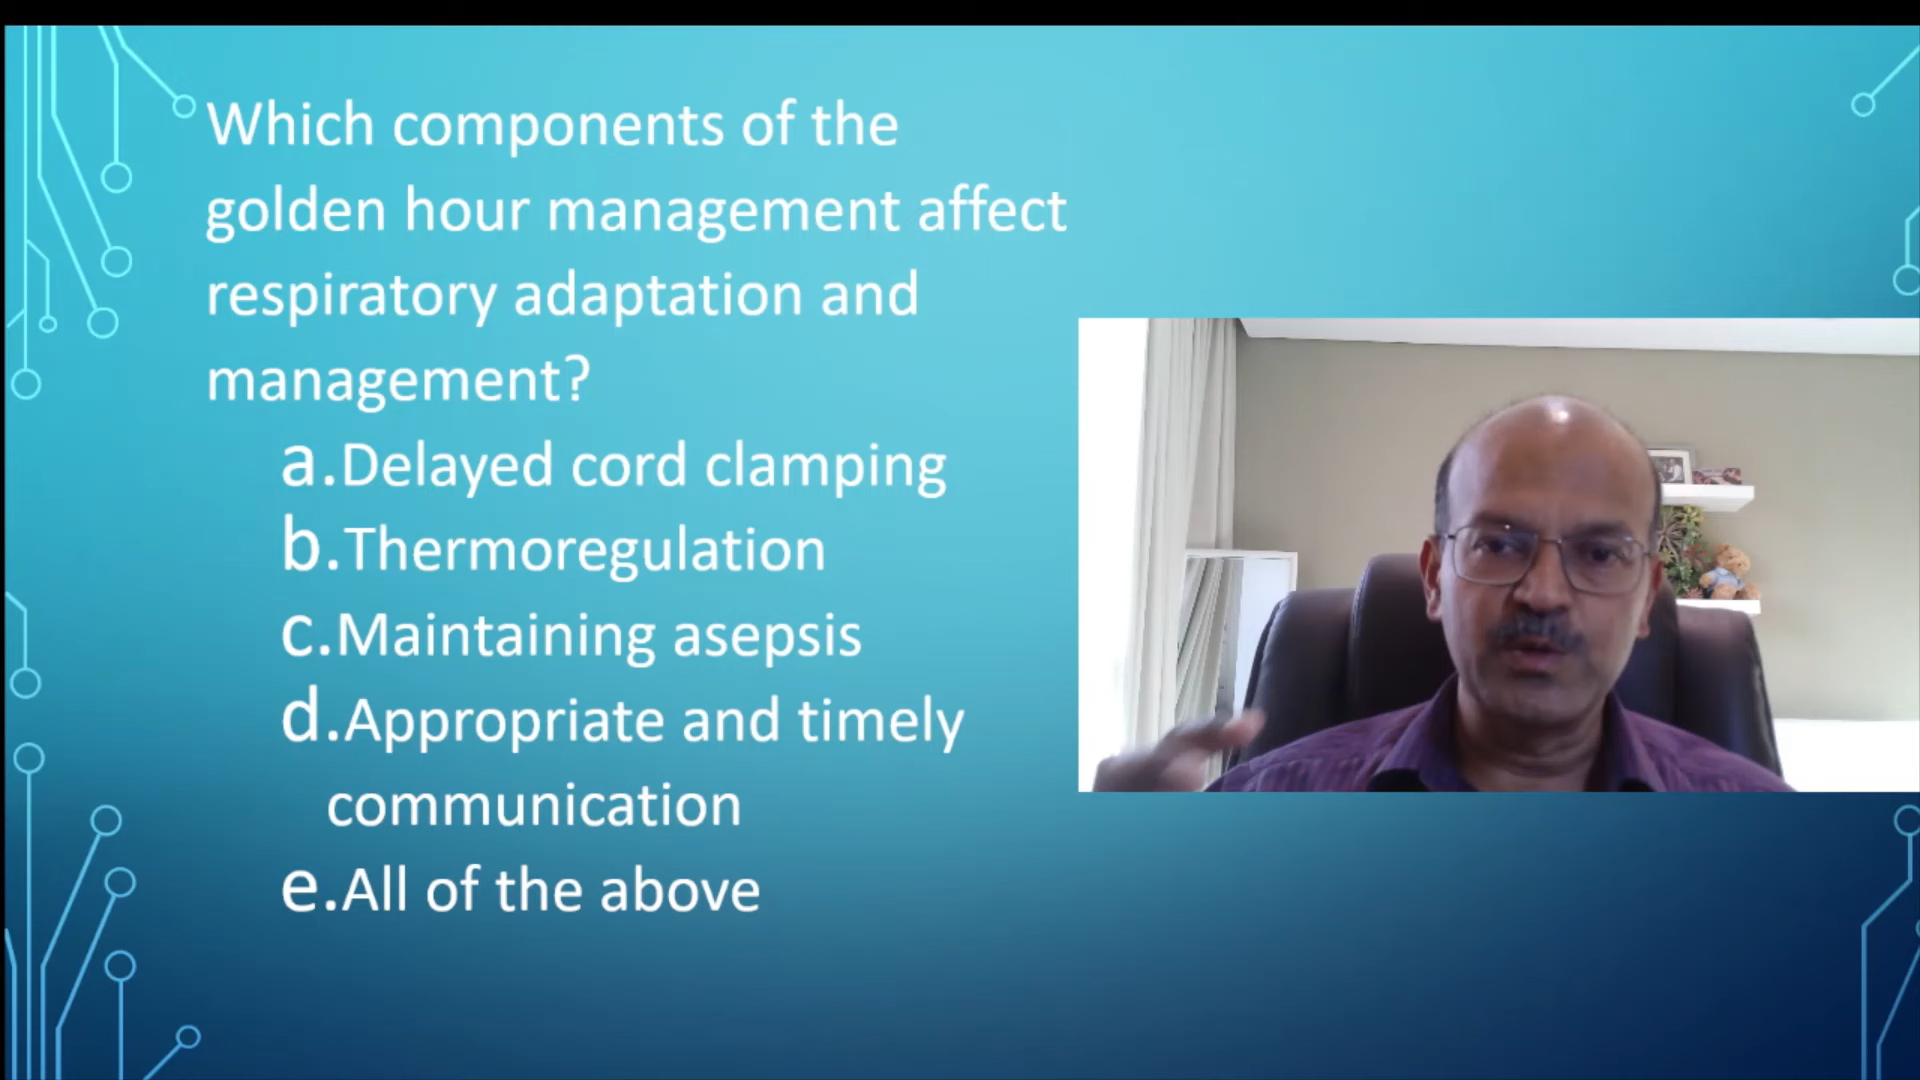 Which components of the
golden hour management affect
respiratory adaptation and
management?
a.Delayed cord clamping
b.Thermoregulation
c.Maintaining asepsis
d.Appropriate and timely
communication
e.All of the above